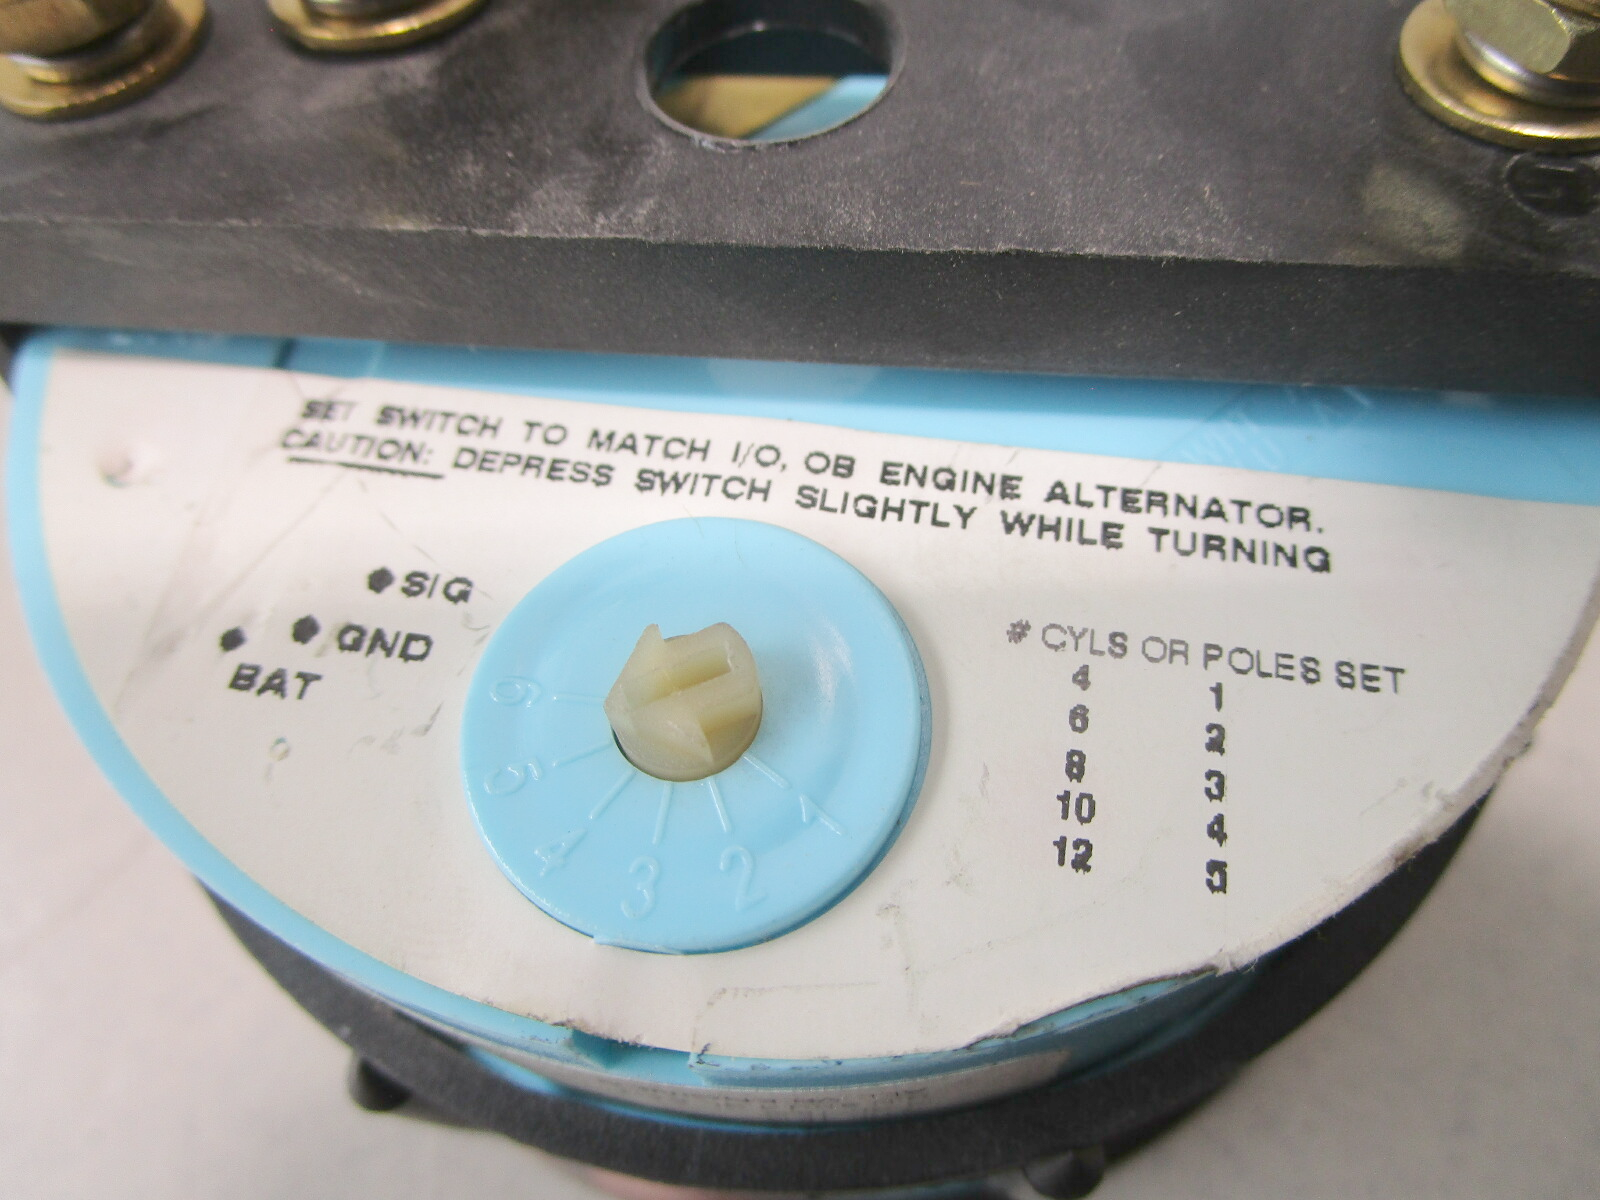 SET SWITCH TO MATCH I/O, OB ENGINE ALTERNATOR.
CAUTION: DEPRESS SWITCH SLIGHTLY WHILE TURNING
SIG
GND
BAT
# CYLS OR POLES SET
4 1
6 2
8 3
10 4
12 5
6
5
4
3
2
1